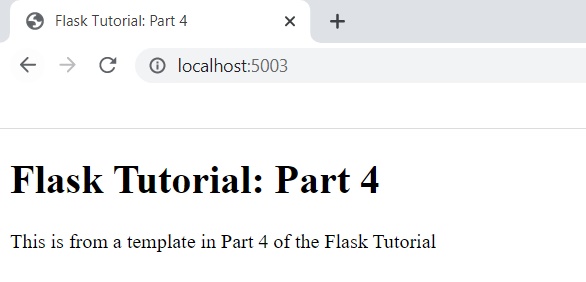 Flask Tutorial: Part 4
localhost:5003
Flask Tutorial: Part 4
This is from a template in Part 4 of the Flask Tutorial